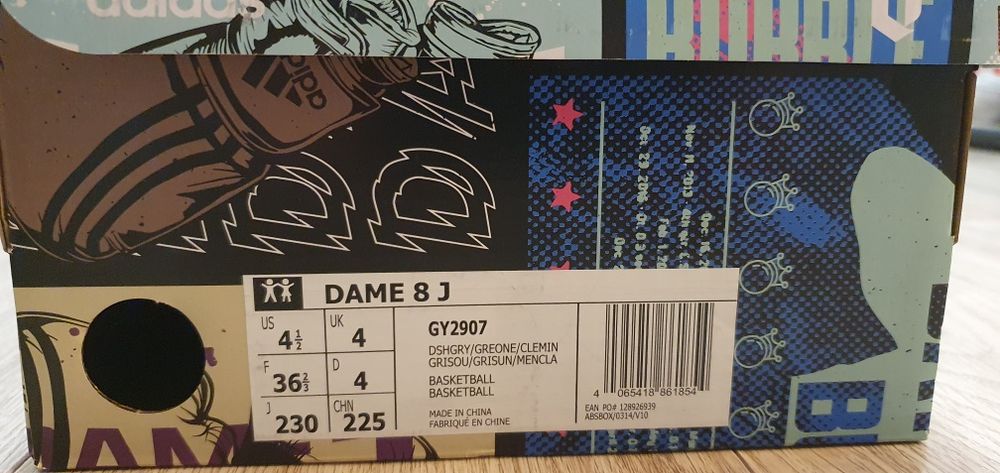 adidas
adidas
DAME 8 J
US
4½
UK
4
F
36⅔
D
4
J
230
CHN
225
GY2907
DSHGRY/GREONE/CLEMIN
GRISOU/GRISUN/MENCLA
BASKETBALL
BASKETBALL
MADE IN CHINA
FABRIQUÉ EN CHINE
4 065418 861854
EAN PO# 128926939
ABSBOX/0314/V10
B